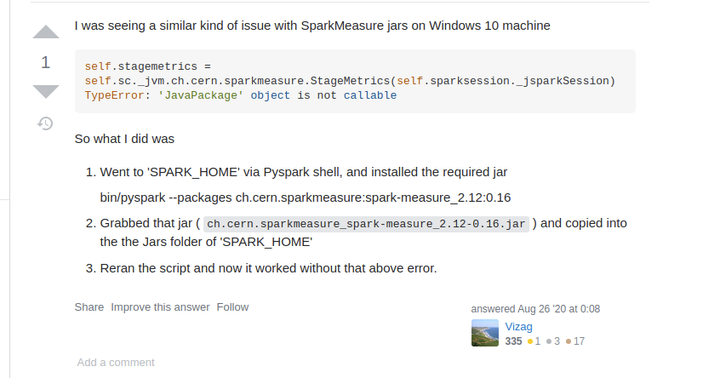 I was seeing a similar kind of issue with SparkMeasure jars on Windows 10 machine
1
self.stagemetrics =
self.sc._jvm.ch.cern.sparkmeasure.StageMetrics(self.sparksession._jsparkSession)
TypeError: 'JavaPackage' object is not callable
So what I did was
1. Went to 'SPARK_HOME' via Pyspark shell, and installed the required jar
bin/pyspark --packages ch.cern.sparkmeasure:spark-measure_2.12:0.16
2. Grabbed that jar ( ch.cern.sparkmeasure_spark-measure_2.12-0.16.jar ) and copied into
the the Jars folder of 'SPARK_HOME'
3. Reran the script and now it worked without that above error.
Share Improve this answer Follow
answered Aug 26 '20 at 0:08
Vizag
335 1 3 17
Add a comment